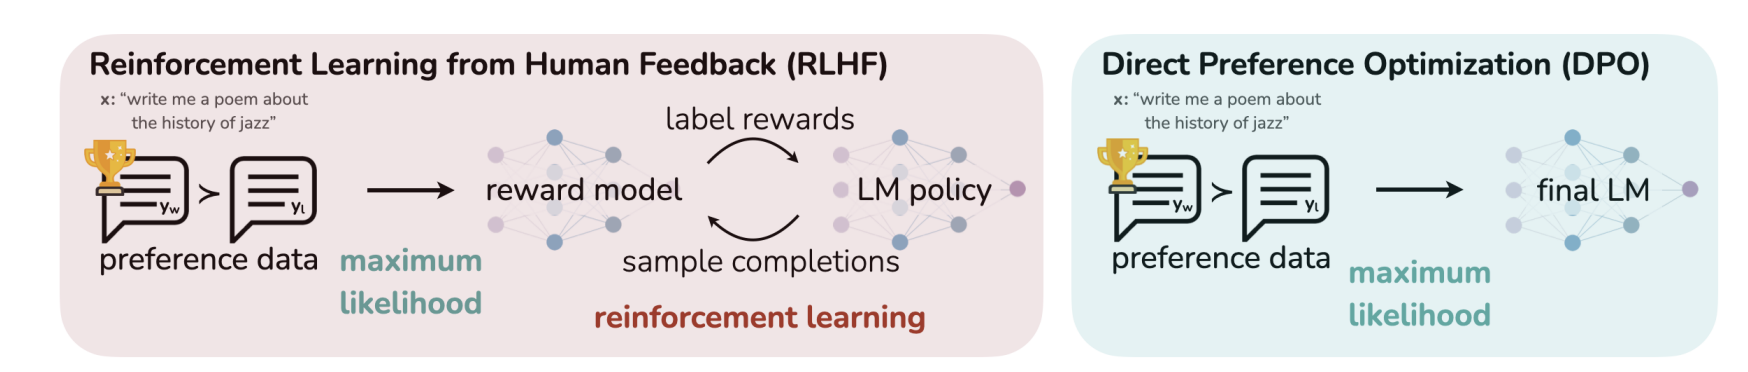 Reinforcement Learning from Human Feedback (RLHF)
x: “write me a poem about
the history of jazz”
label rewards
yw
≻
yl
reward model
LM policy
preference data
maximum
likelihood
sample completions
reinforcement learning
Direct Preference Optimization (DPO)
x: “write me a poem about
the history of jazz”
yw
≻
yl
final LM
preference data
maximum
likelihood